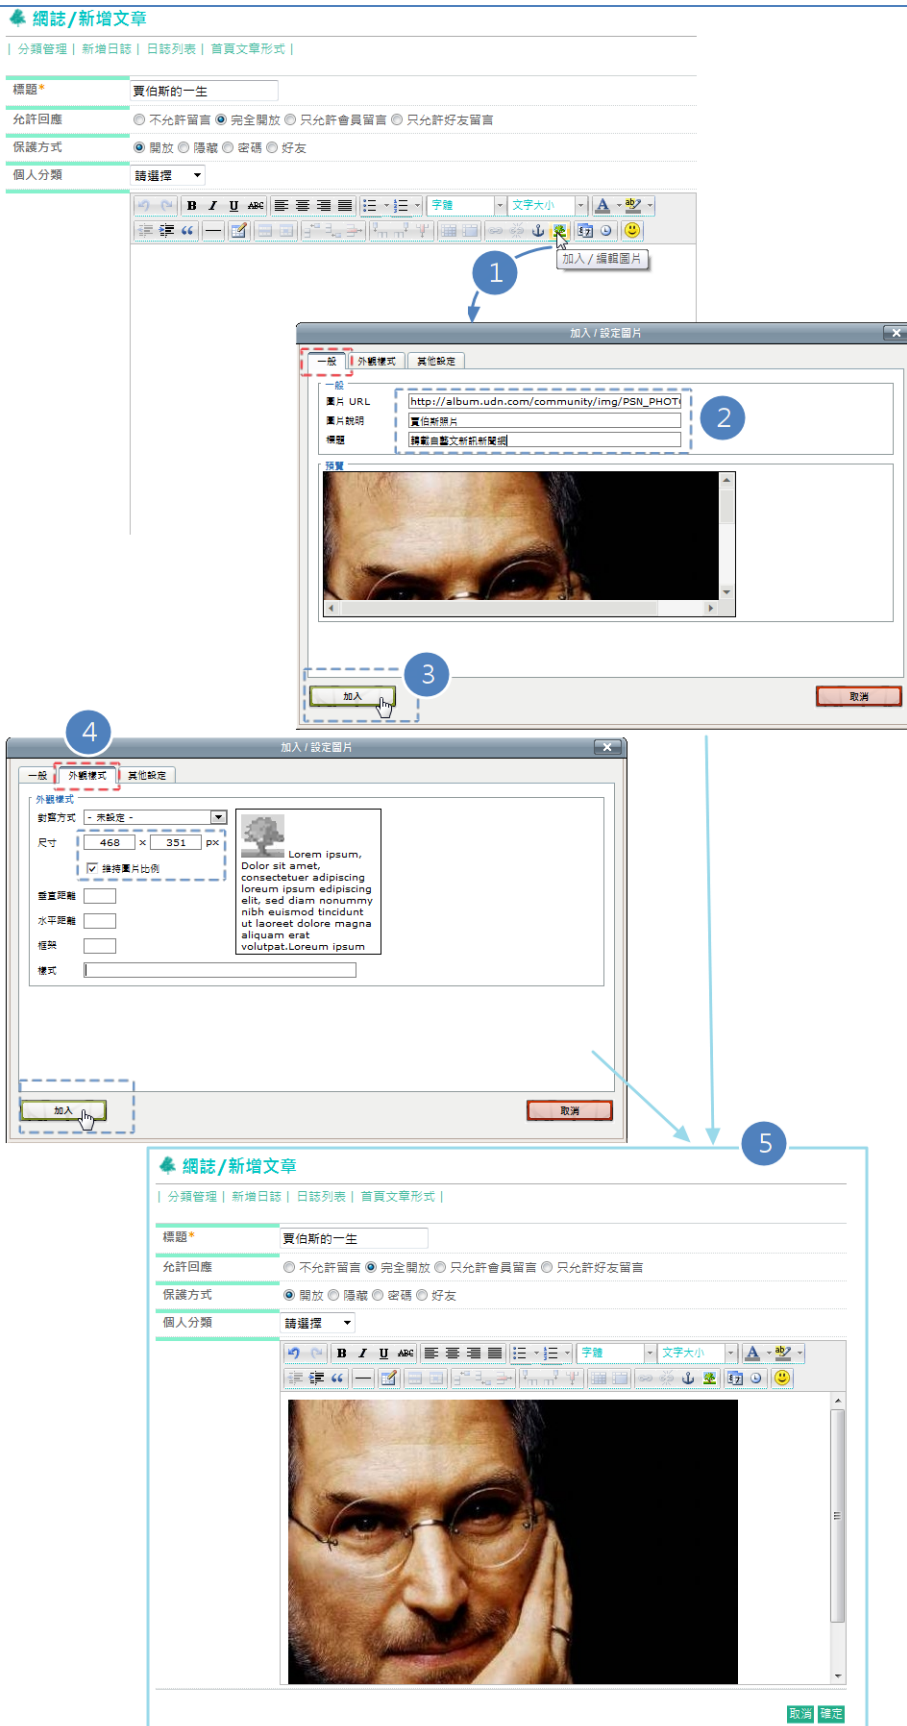 網誌/新增文章
| 分類管理 | 新增日誌 | 日誌列表 | 首頁文章形式 |
標題* 賈伯斯的一生
允許回應 不允許留言 完全開放 只允許會員留言 只允許好友留言
保護方式 開放 隱藏 密碼 好友
個人分類 請選擇
B I U ABC 字體 文字大小 A ab
加入 / 編輯圖片
1
加入 / 設定圖片
一般 外觀樣式 其他設定
一般
圖片 URL http://album.udn.com/community/img/PSN_PHOT
圖片說明 賈伯斯照片
標題 轉載自藝文新訊新聞網
2
預覽
3
加入 取消
4
加入 / 設定圖片
一般 外觀樣式 其他設定
外觀樣式
對齊方式 - 未設定 -
尺寸 468 x 351 px
維持圖片比例
垂直距離
水平距離
框架
樣式
Lorem ipsum,
Dolor sit amet,
consectetuer adipiscing
loreum ipsum edipiscing
elit, sed diam nonummy
nibh euismod tincidunt
ut laoreet dolore magna
aliquam erat
volutpat.Loreum ipsum
加入 取消
5
網誌/新增文章
| 分類管理 | 新增日誌 | 日誌列表 | 首頁文章形式 |
標題* 賈伯斯的一生
允許回應 不允許留言 完全開放 只允許會員留言 只允許好友留言
保護方式 開放 隱藏 密碼 好友
個人分類 請選擇
B I U ABC 字體 文字大小 A ab
取消 確定